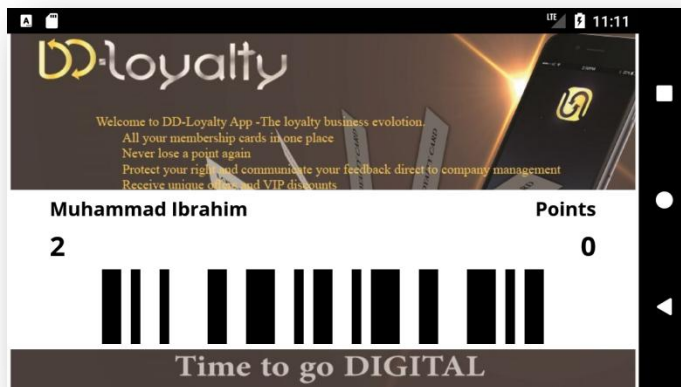 A LTE 11:11
DD-loyalty
Welcome to DD-Loyalty App -The loyalty business evolotion.
All your membership cards in one place
Never lose a point again
Protect your right and communicate your feedback direct to company management
Receive unique offers and VIP discounts
Muhammad Ibrahim Points
2 0
Time to go DIGITAL